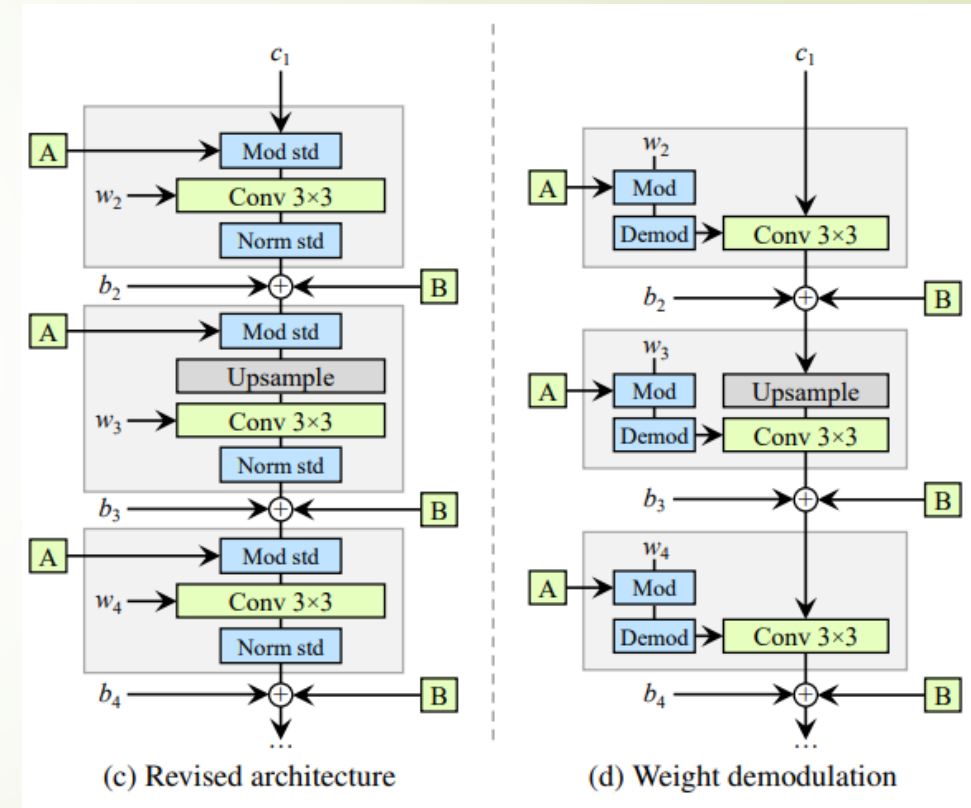 c₁
A
Mod std
w₂
Conv 3×3
Norm std
b₂
+
B
A
Mod std
Upsample
w₃
Conv 3×3
Norm std
b₃
+
B
A
Mod std
w₄
Conv 3×3
Norm std
b₄
+
B
...
(c) Revised architecture
c₁
w₂
A
Mod
Demod
Conv 3×3
b₂
+
B
w₃
A
Mod
Upsample
Demod
Conv 3×3
b₃
+
B
w₄
A
Mod
Demod
Conv 3×3
b₄
+
B
...
(d) Weight demodulation